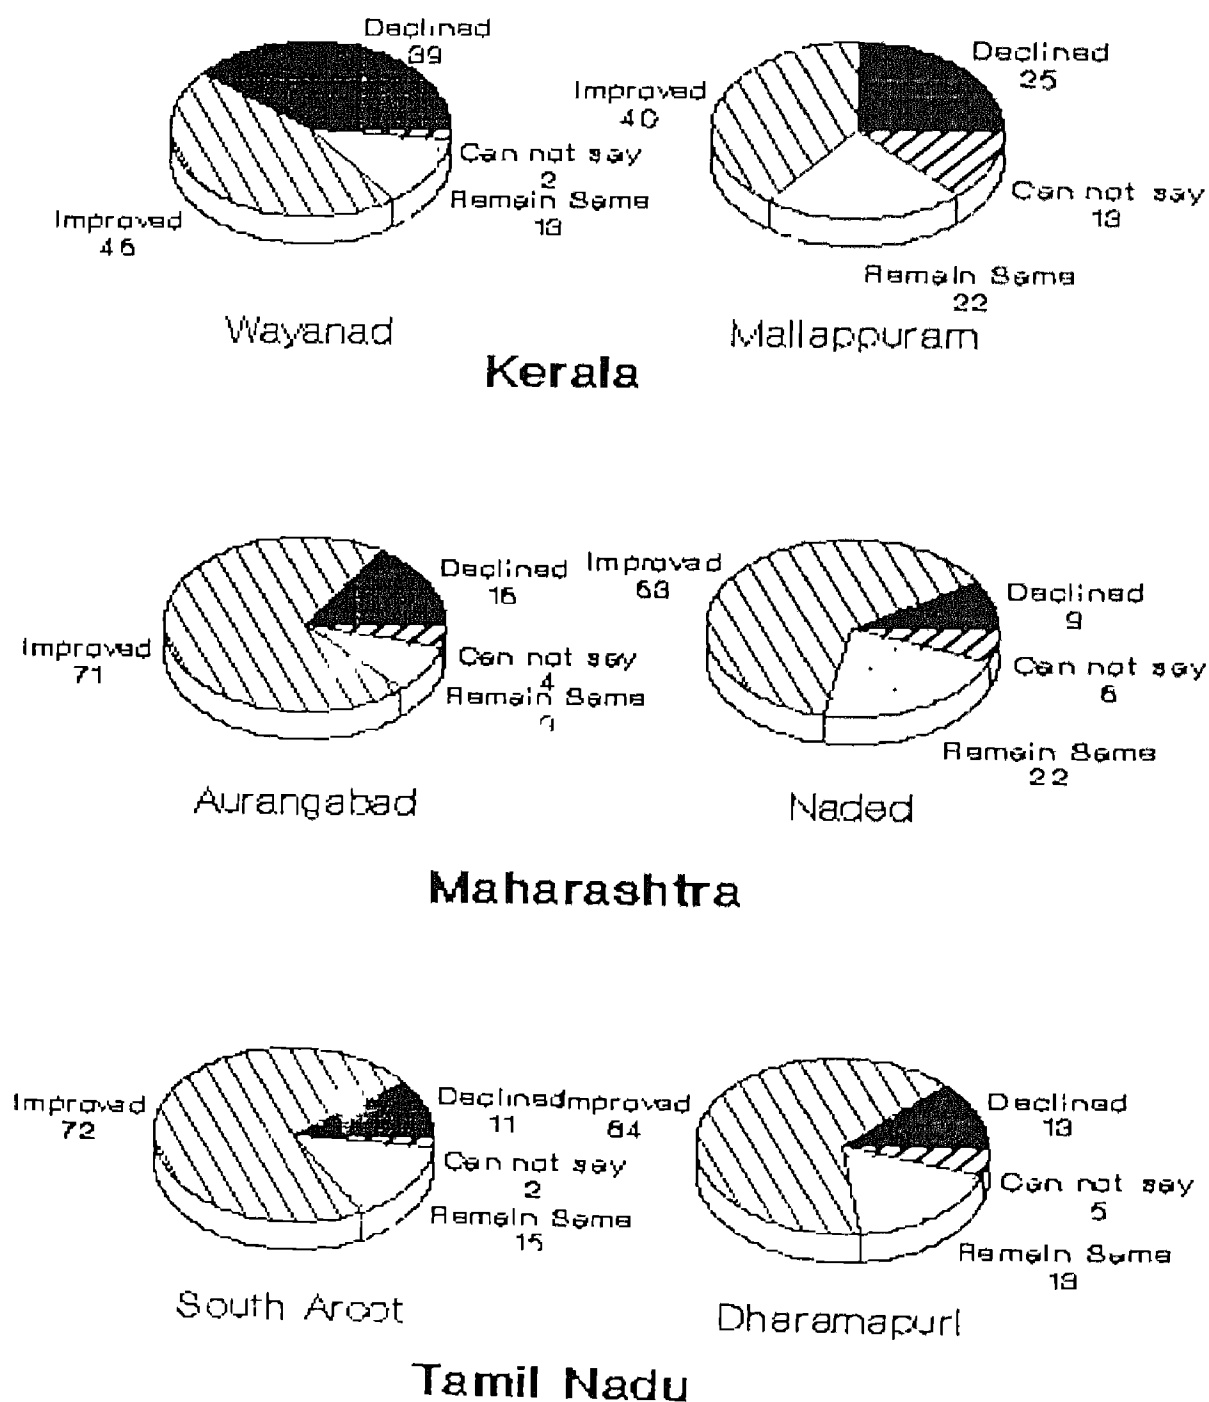 Declined
39
Improved
46
Can not say
2
Remain Same
13
Wayanad
Declined
25
Improved
40
Can not say
13
Remain Same
22
Mallappuram
Kerala
Declined
16
Improved
71
Can not say
4
Remain Same
9
Aurangabad
Improved
63
Declined
9
Can not say
6
Remain Same
22
Naded
Maharashtra
Improved
72
Declined
11
Can not say
2
Remain Same
15
South Arcot
Improved
64
Declined
13
Can not say
5
Remain Same
Dharamapuri
Tamil Nadu